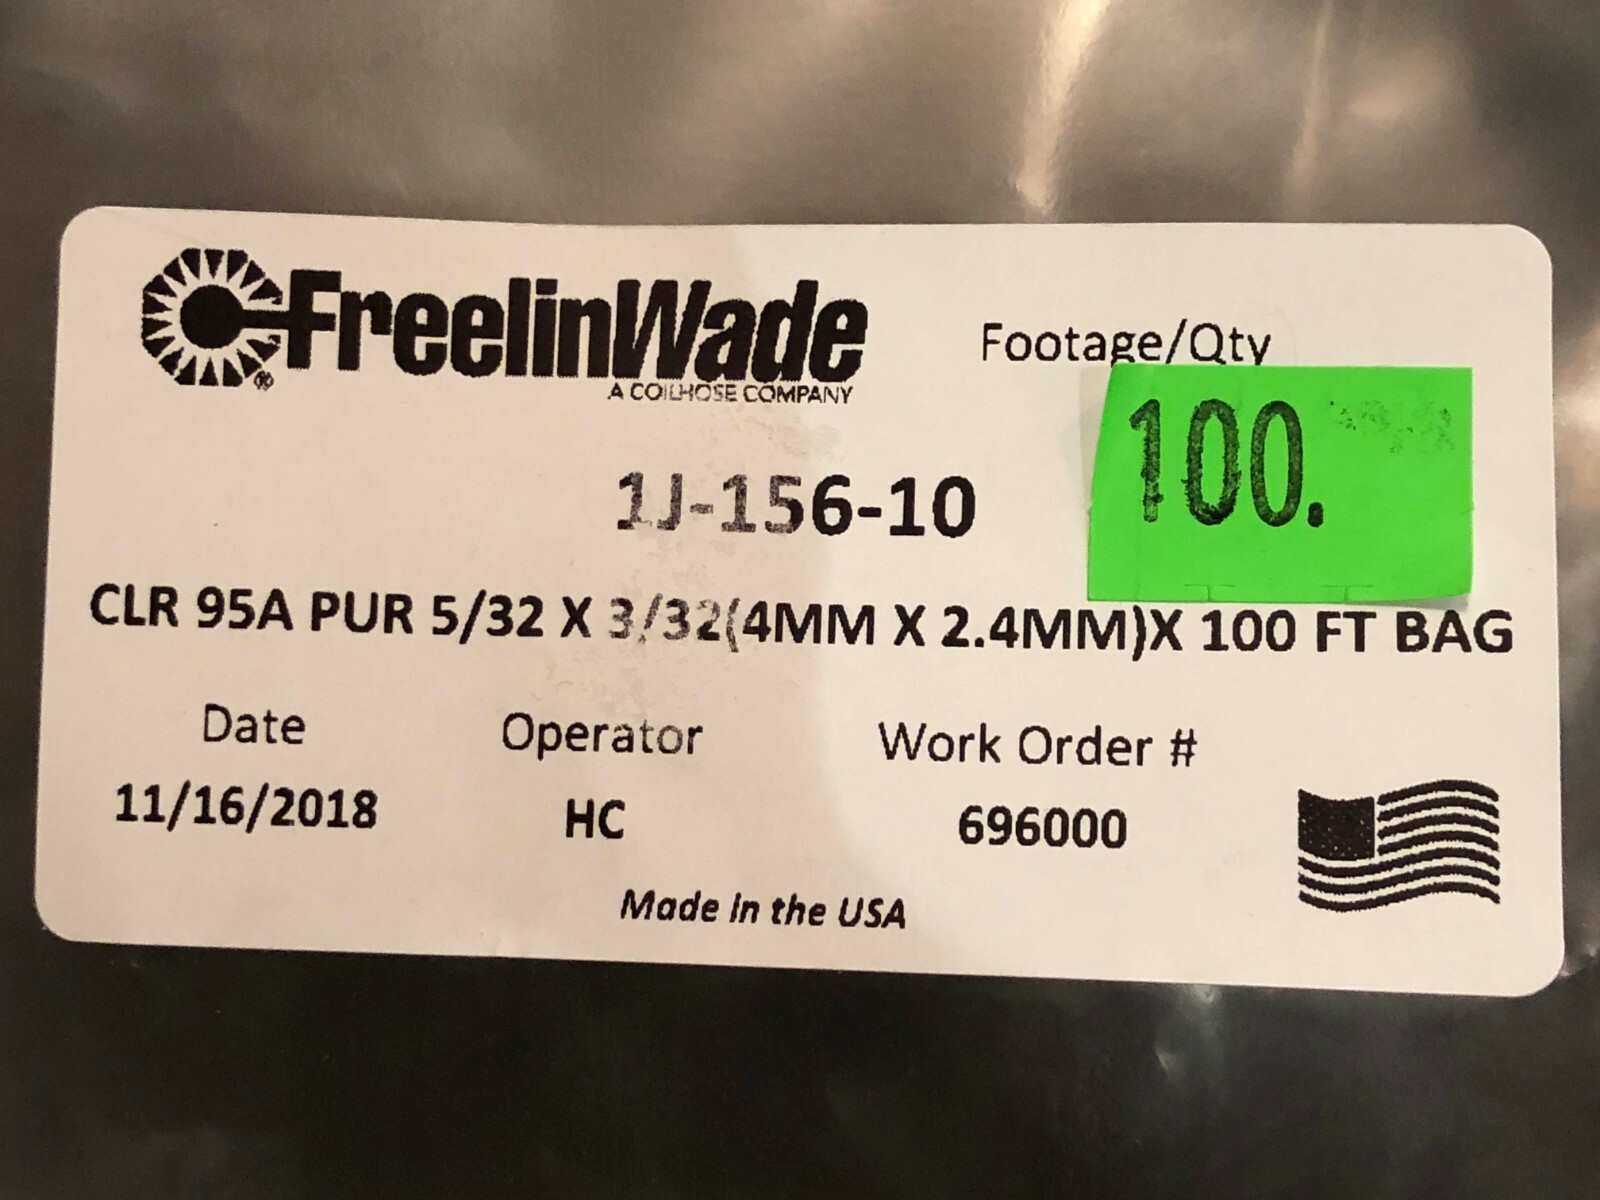 FreelinWade
®
A COILHOSE COMPANY
Footage/Qty
100.
1J-156-10
CLR 95A PUR 5/32 X 3/32(4MM X 2.4MM)X 100 FT BAG
Date Operator Work Order #
11/16/2018 HC 696000
Made in the USA